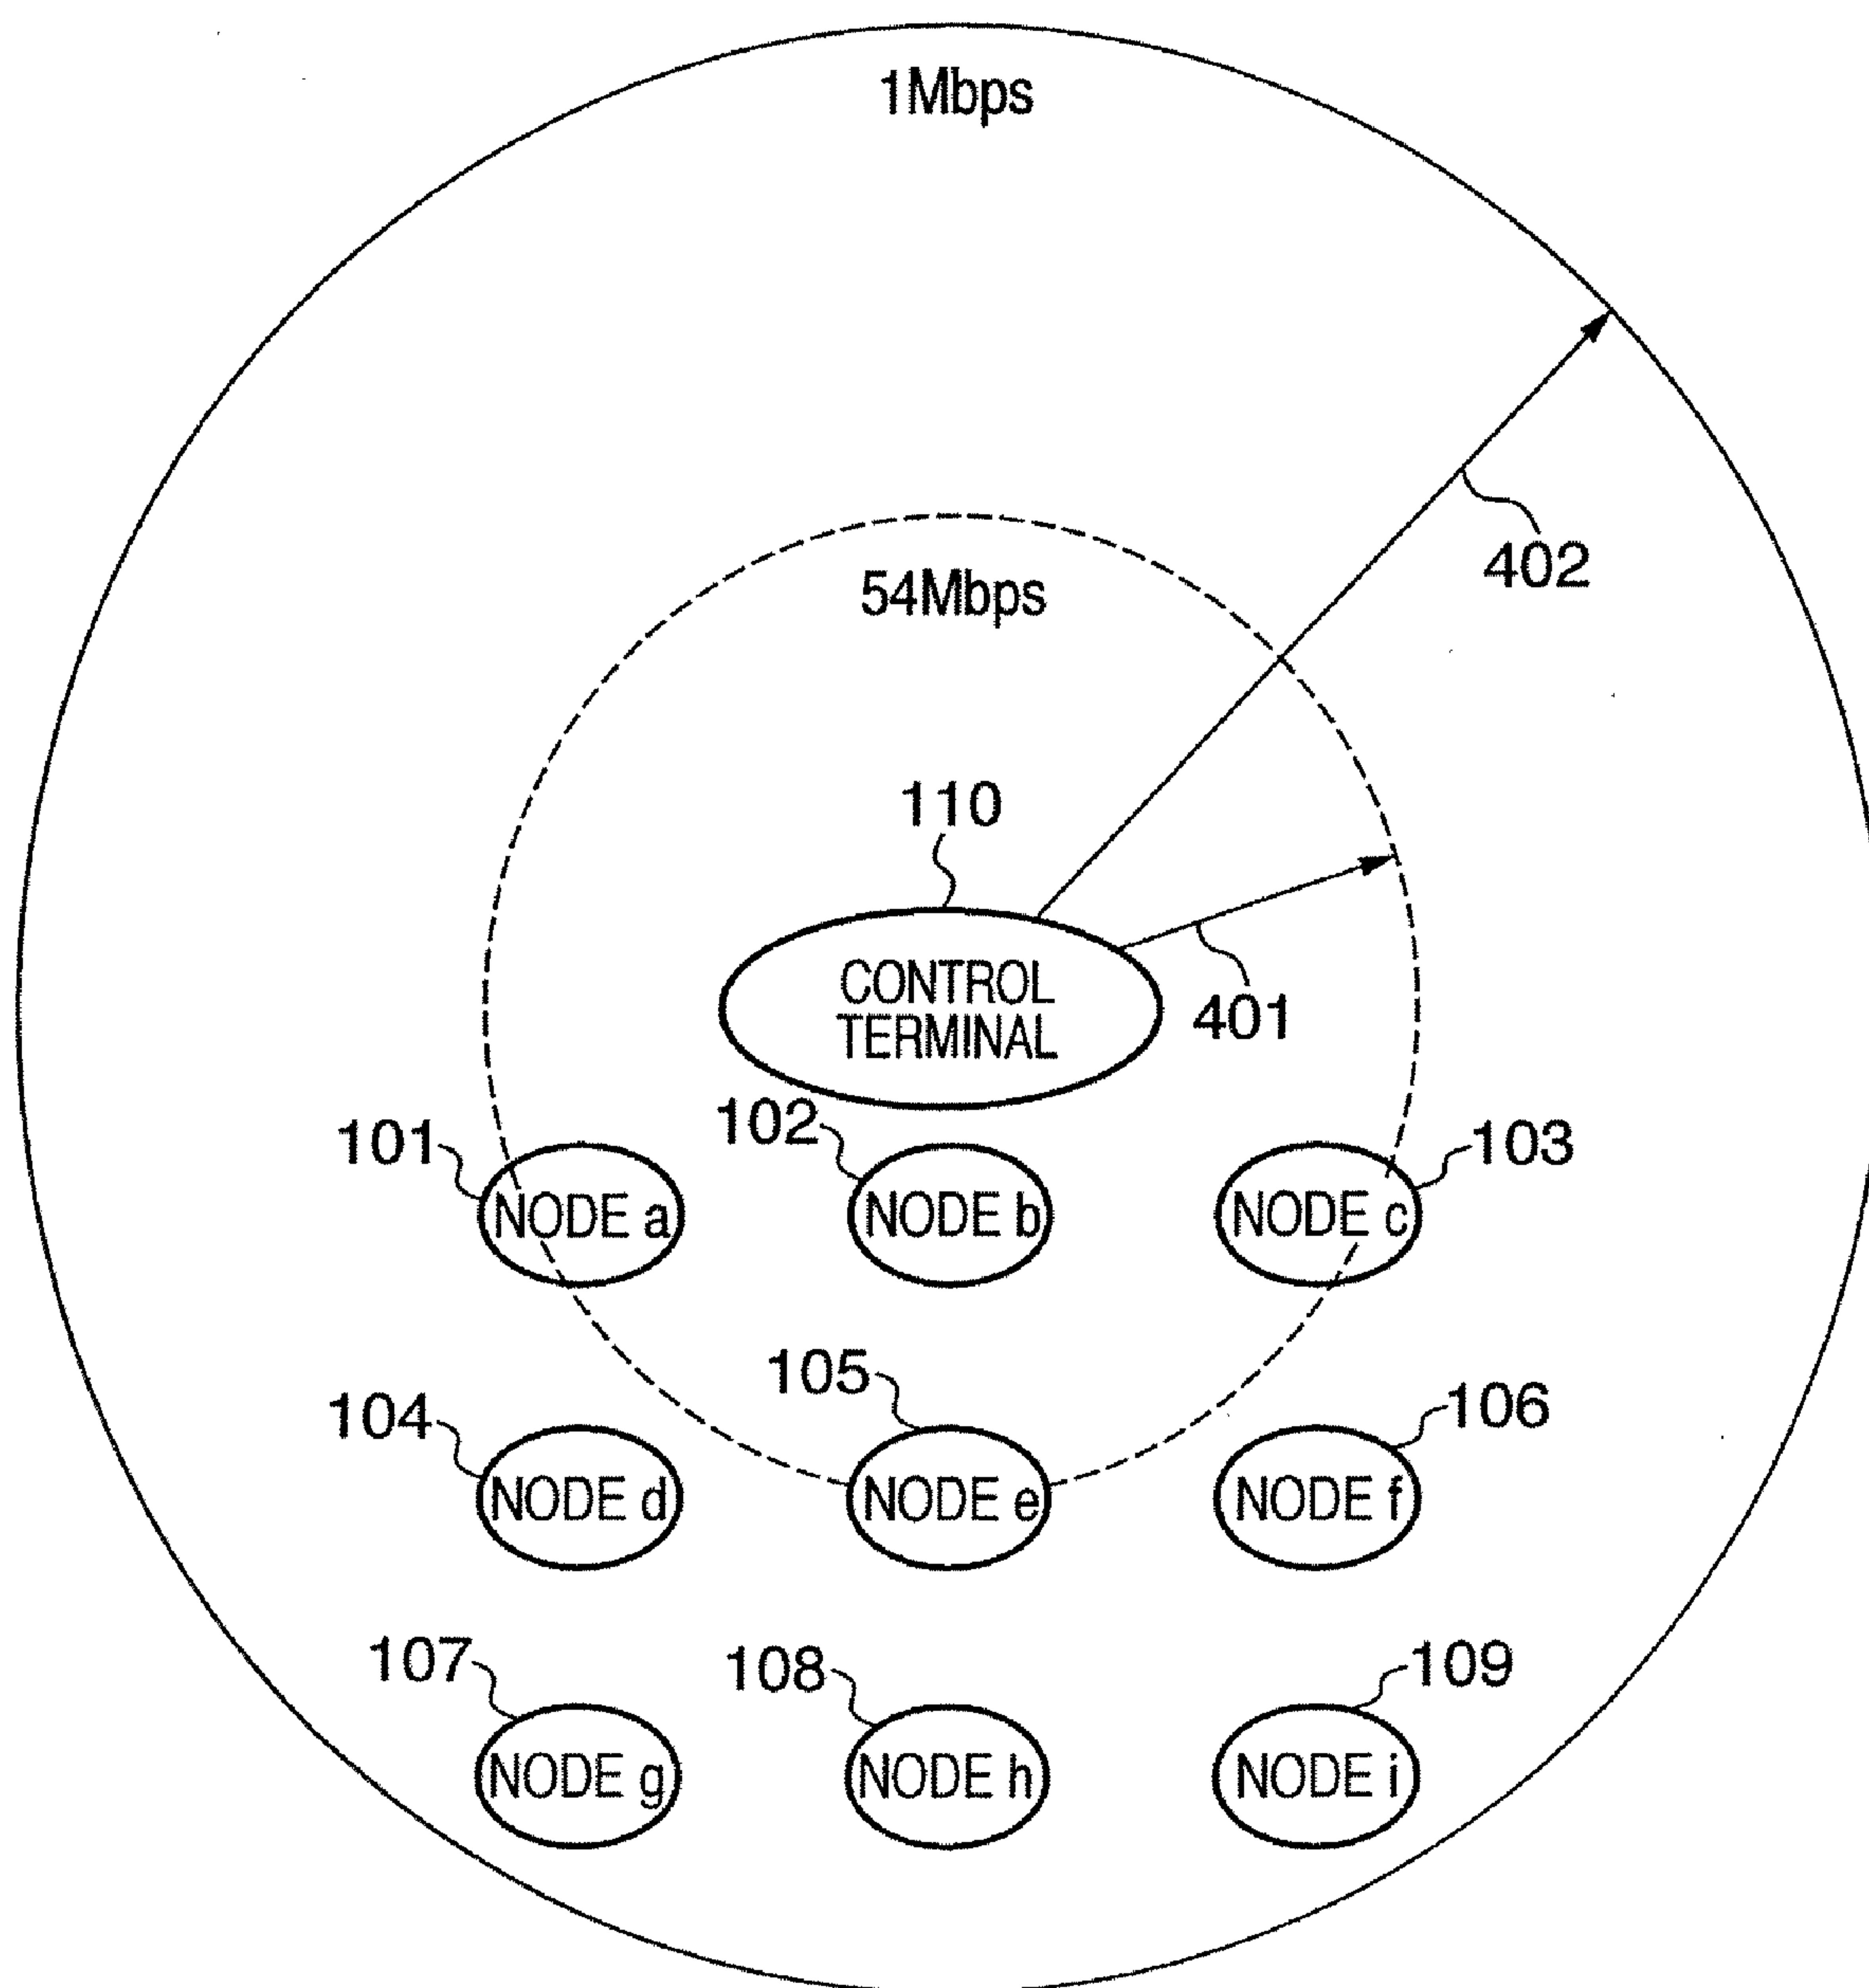 1Mbps
402
54Mbps
110
CONTROL
TERMINAL
401
101
102
103
NODE a
NODE b
NODE c
104
105
106
NODE d
NODE e
NODE f
107
108
109
NODE g
NODE h
NODE i